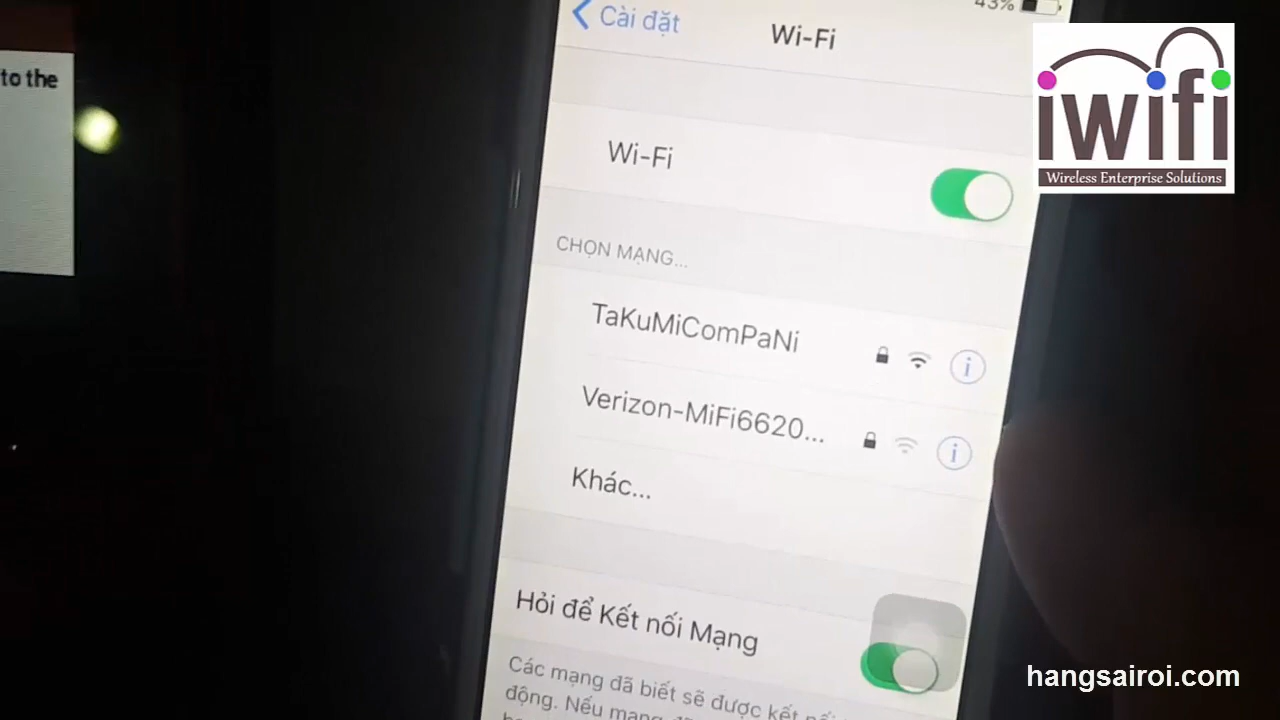 43%
Cài đặt
Wi-Fi
to the
iwifi
Wireless Enterprise Solutions
Wi-Fi
CHỌN MẠNG...
TaKuMiComPaNi
Verizon-MiFi6620...
Khác...
Hỏi để Kết nối Mạng
Các mạng đã biết sẽ được kết nối
động. Nếu mạng
hangsairoi.com